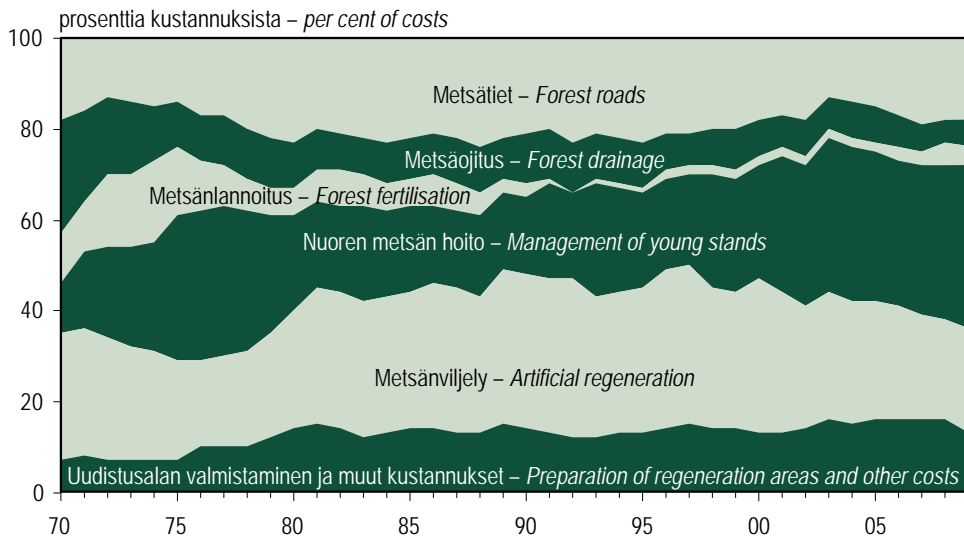 prosenttia kustannuksista – per cent of costs
100
Metsätiet – Forest roads
80
Metsäojitus – Forest drainage
Metsänlannoitus – Forest fertilisation
60
Nuoren metsän hoito – Management of young stands
40
Metsänviljely – Artificial regeneration
20
Uudistusalan valmistaminen ja muut kustannukset – Preparation of regeneration areas and other costs
0
70 75 80 85 90 95 00 05